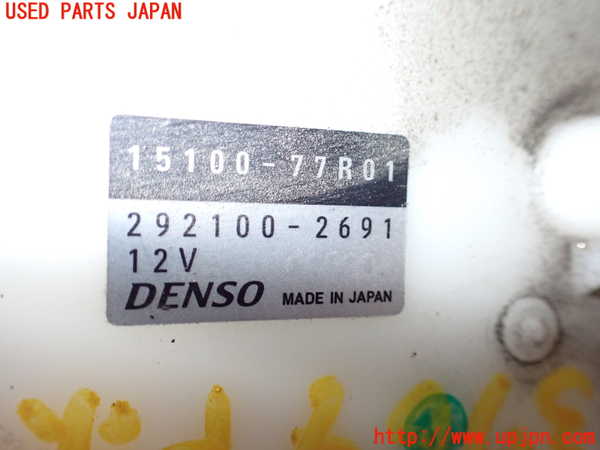 USED PARTS JAPAN
15100-77R01
292100-2691
12V
DENSO MADE IN JAPAN
http://www.upjpn.com/